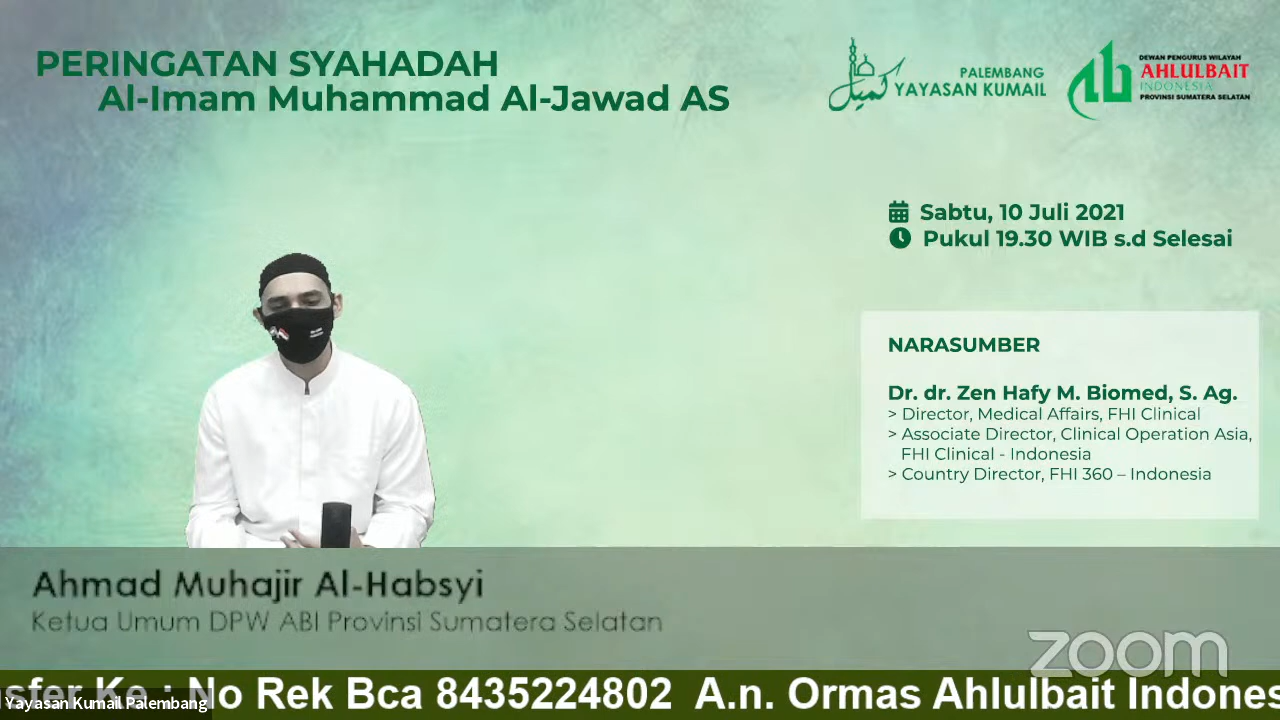 PERINGATAN SYAHADAH
Al-Imam Muhammad Al-Jawad AS
كميل
PALEMBANG
YAYASAN KUMAIL
DEWAN PENGURUS WILAYAH
AHLULBAIT
INDONESIA
PROVINSI SUMATERA SELATAN
Sabtu, 10 Juli 2021
Pukul 19.30 WIB s.d Selesai
NARASUMBER
Dr. dr. Zen Hafy M. Biomed, S. Ag.
> Director, Medical Affairs, FHI Clinical
> Associate Director, Clinical Operation Asia,
FHI Clinical - Indonesia
> Country Director, FHI 360 – Indonesia
Ahmad Muhajir Al-Habsyi
Ketua Umum DPW ABI Provinsi Sumatera Selatan
zoom
nsfer Ke : No Rek Bca 8435224802 A.n. Ormas Ahlulbait Indones
Yayasan Kumail Palembang